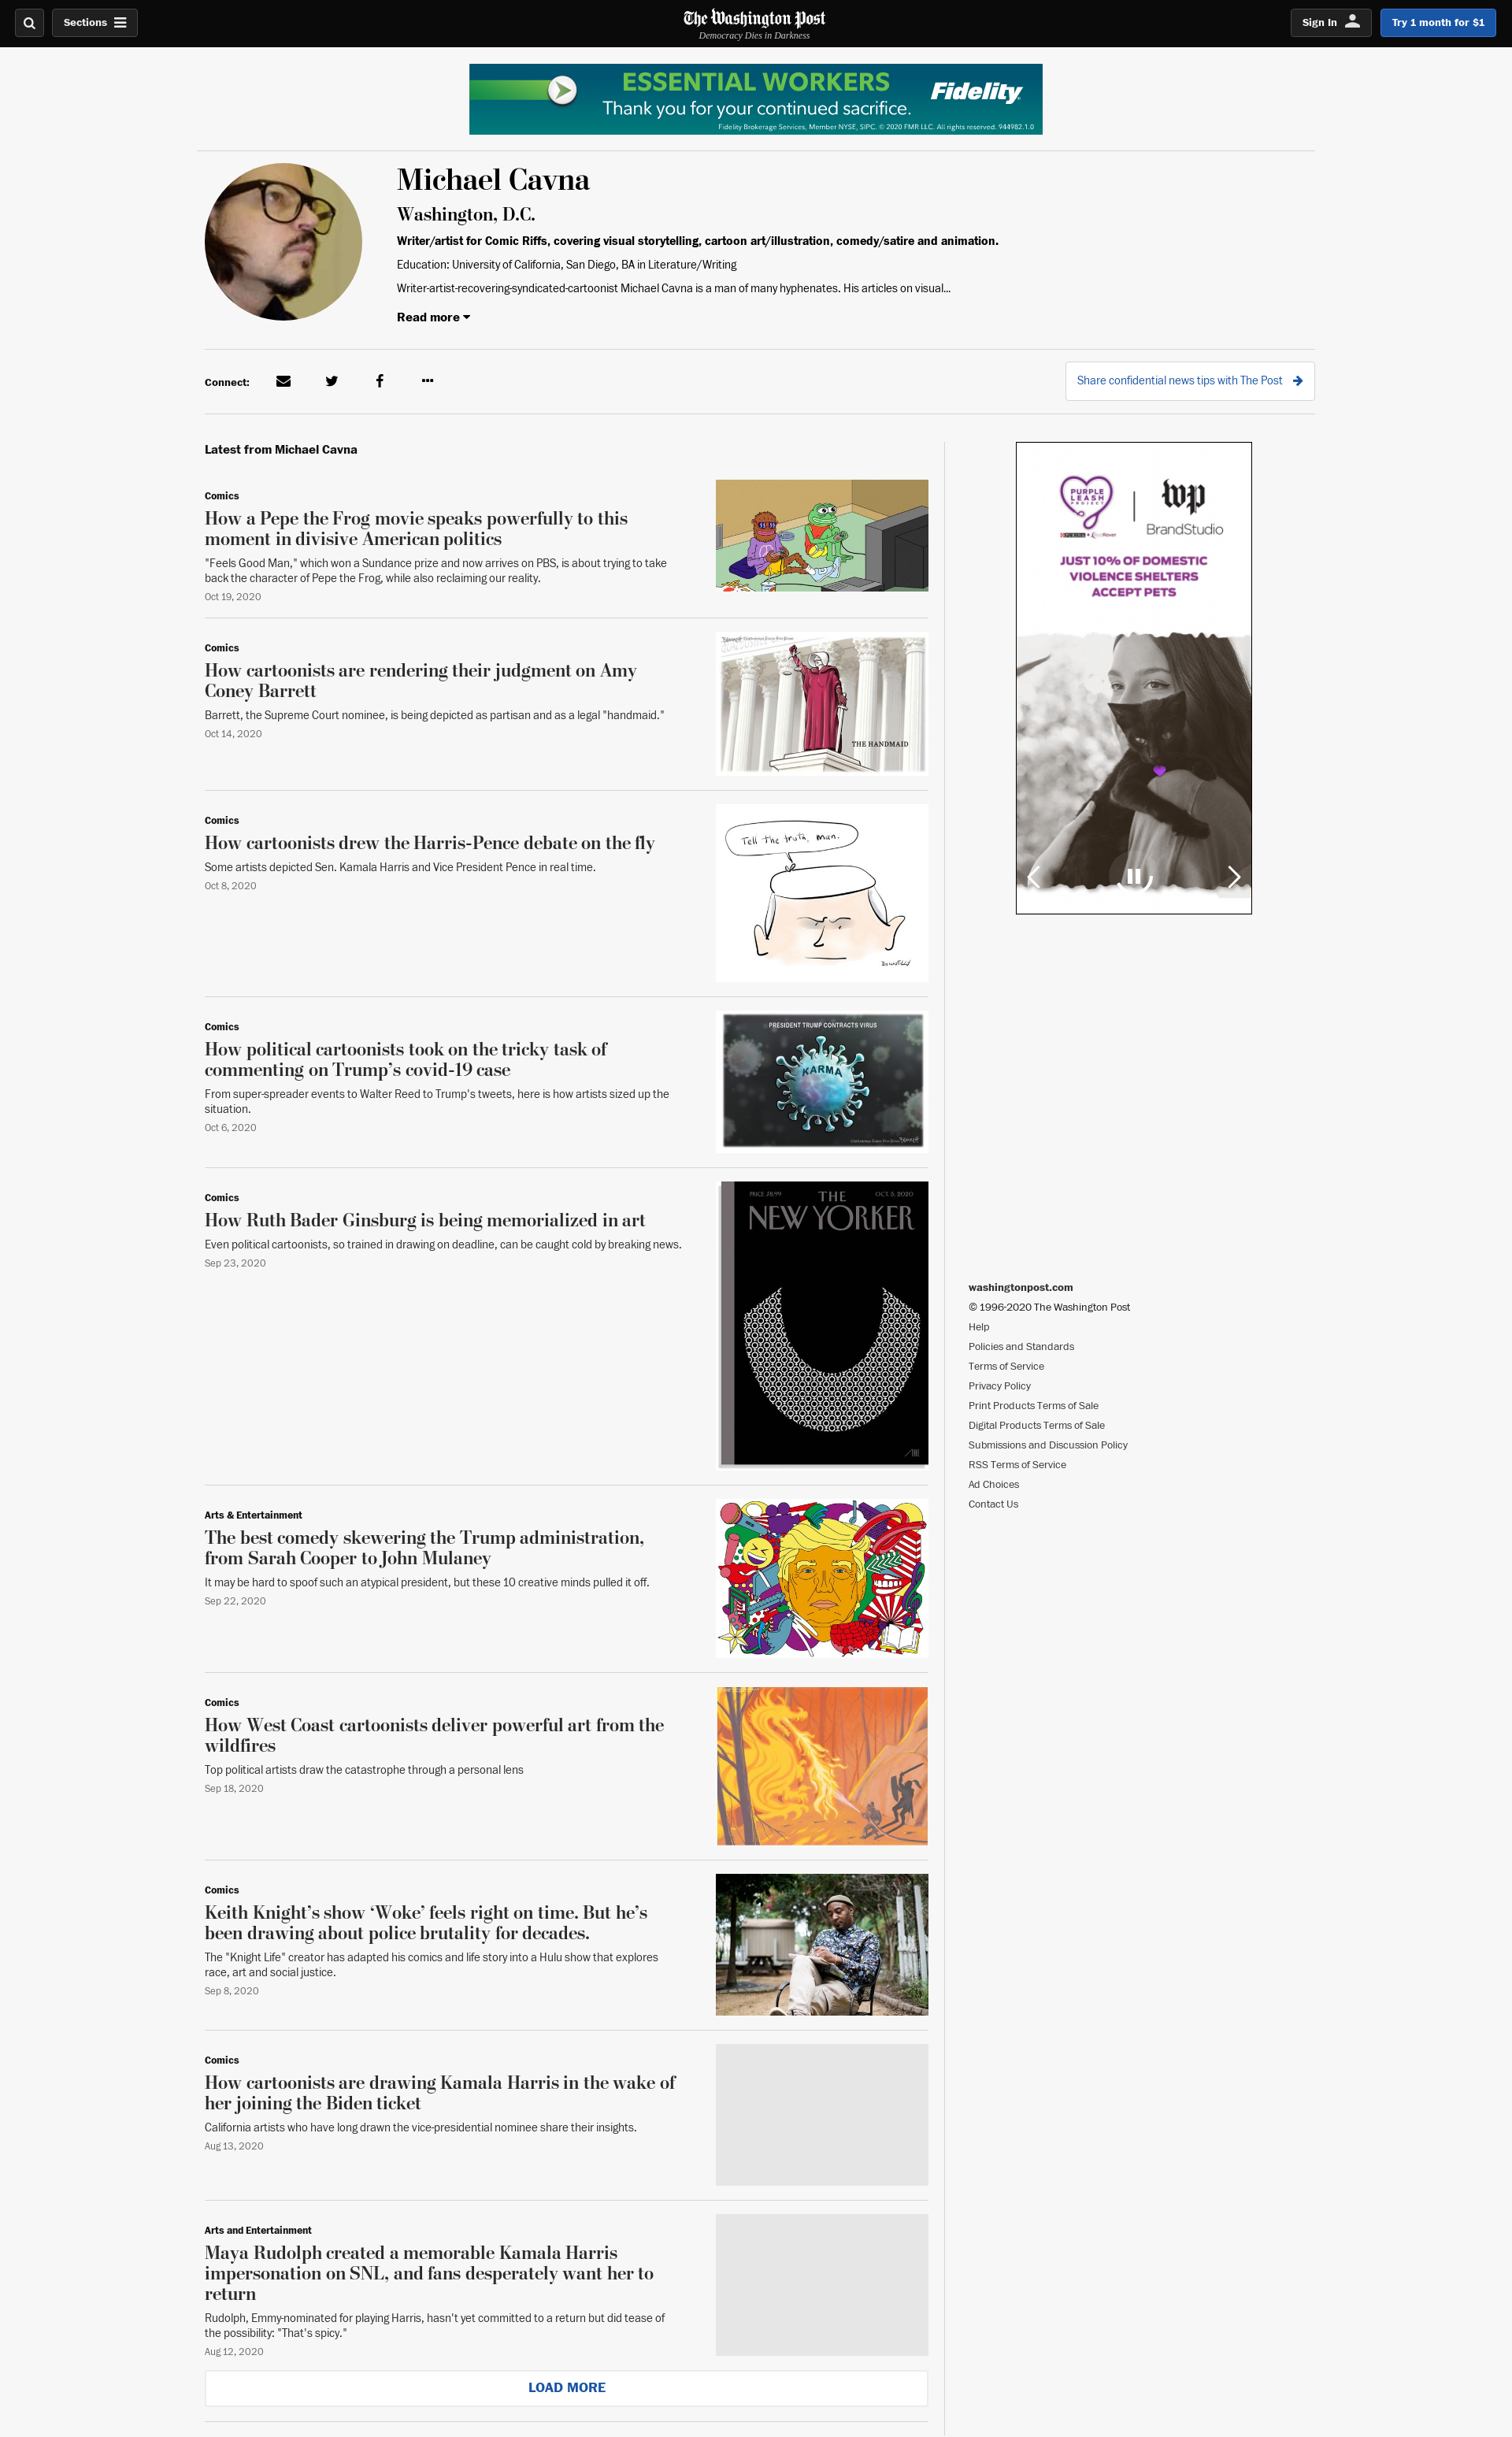 Sections
The Washington Post
Democracy Dies in Darkness
Sign In
Try 1 month for $1
ESSENTIAL WORKERS
Thank you for your continued sacrifice.
Fidelity
Fidelity Brokerage Services, Member NYSE, SIPC. © 2020 FMR LLC. All rights reserved. 944982.1.0
Michael Cavna
Washington, D.C.
Writer/artist for Comic Riffs, covering visual storytelling, cartoon art/illustration, comedy/satire and animation.
Education: University of California, San Diego, BA in Literature/Writing
Writer-artist-recovering-syndicated-cartoonist Michael Cavna is a man of many hyphenates. His articles on visual...
Read more
Connect:
Share confidential news tips with The Post
Latest from Michael Cavna
Comics
How a Pepe the Frog movie speaks powerfully to this
moment in divisive American politics
"Feels Good Man," which won a Sundance prize and now arrives on PBS, is about trying to take
back the character of Pepe the Frog, while also reclaiming our reality.
Oct 19, 2020
Comics
How cartoonists are rendering their judgment on Amy
Coney Barrett
Barrett, the Supreme Court nominee, is being depicted as partisan and as a legal "handmaid."
Oct 14, 2020
THE HANDMAID
Comics
How cartoonists drew the Harris-Pence debate on the fly
Some artists depicted Sen. Kamala Harris and Vice President Pence in real time.
Oct 8, 2020
Tell the truth, man.
Comics
How political cartoonists took on the tricky task of
commenting on Trump's covid-19 case
From super-spreader events to Walter Reed to Trump's tweets, here is how artists sized up the
situation.
Oct 6, 2020
PRESIDENT TRUMP CONTRACTS VIRUS
KARMA
Comics
How Ruth Bader Ginsburg is being memorialized in art
Even political cartoonists, so trained in drawing on deadline, can be caught cold by breaking news.
Sep 23, 2020
PRICE $8.99
THE
OCT. 5, 2020
NEW YORKER
Arts & Entertainment
The best comedy skewering the Trump administration,
from Sarah Cooper to John Mulaney
It may be hard to spoof such an atypical president, but these 10 creative minds pulled it off.
Sep 22, 2020
Comics
How West Coast cartoonists deliver powerful art from the
wildfires
Top political artists draw the catastrophe through a personal lens
Sep 18, 2020
Comics
Keith Knight's show ‘Woke’ feels right on time. But he's
been drawing about police brutality for decades.
The "Knight Life" creator has adapted his comics and life story into a Hulu show that explores
race, art and social justice.
Sep 8, 2020
Comics
How cartoonists are drawing Kamala Harris in the wake of
her joining the Biden ticket
California artists who have long drawn the vice-presidential nominee share their insights.
Aug 13, 2020
Arts and Entertainment
Maya Rudolph created a memorable Kamala Harris
impersonation on SNL, and fans desperately want her to
return
Rudolph, Emmy-nominated for playing Harris, hasn't yet committed to a return but did tease of
the possibility: "That's spicy."
Aug 12, 2020
LOAD MORE
PURPLE
LEASH
PROJECT
wp
BrandStudio
JUST 10% OF DOMESTIC
VIOLENCE SHELTERS
ACCEPT PETS
washingtonpost.com
© 1996-2020 The Washington Post
Help
Policies and Standards
Terms of Service
Privacy Policy
Print Products Terms of Sale
Digital Products Terms of Sale
Submissions and Discussion Policy
RSS Terms of Service
Ad Choices
Contact Us